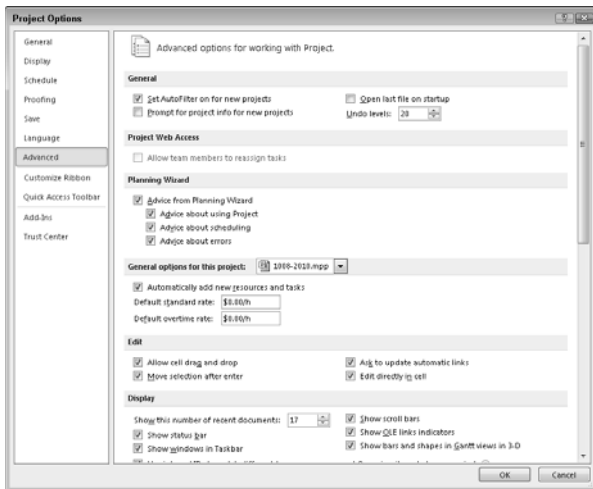 Project Options
General
Display
Schedule
Proofing
Save
Language
Advanced
Customize Ribbon
Quick Access Toolbar
Add-Ins
Trust Center
Advanced options for working with Project.
General
Set AutoFilter on for new projects
Open last file on startup
Prompt for project info for new projects
Undo levels: 20
Project Web Access
Allow team members to reassign tasks
Planning Wizard
Advice from Planning Wizard
Advice about using Project
Advice about scheduling
Advice about errors
General options for this project: 1006-2010.mpp
Automatically add new resources and tasks
Default standard rate: $0.00/h
Default overtime rate: $0.00/h
Edit
Allow cell drag and drop
Ask to update automatic links
Move selection after enter
Edit directly in cell
Display
Show this number of recent documents: 17
Show scroll bars
Show status bar
Show OLE links indicators
Show windows in Taskbar
Show bars and shapes in Gantt views in 3-D
OK
Cancel